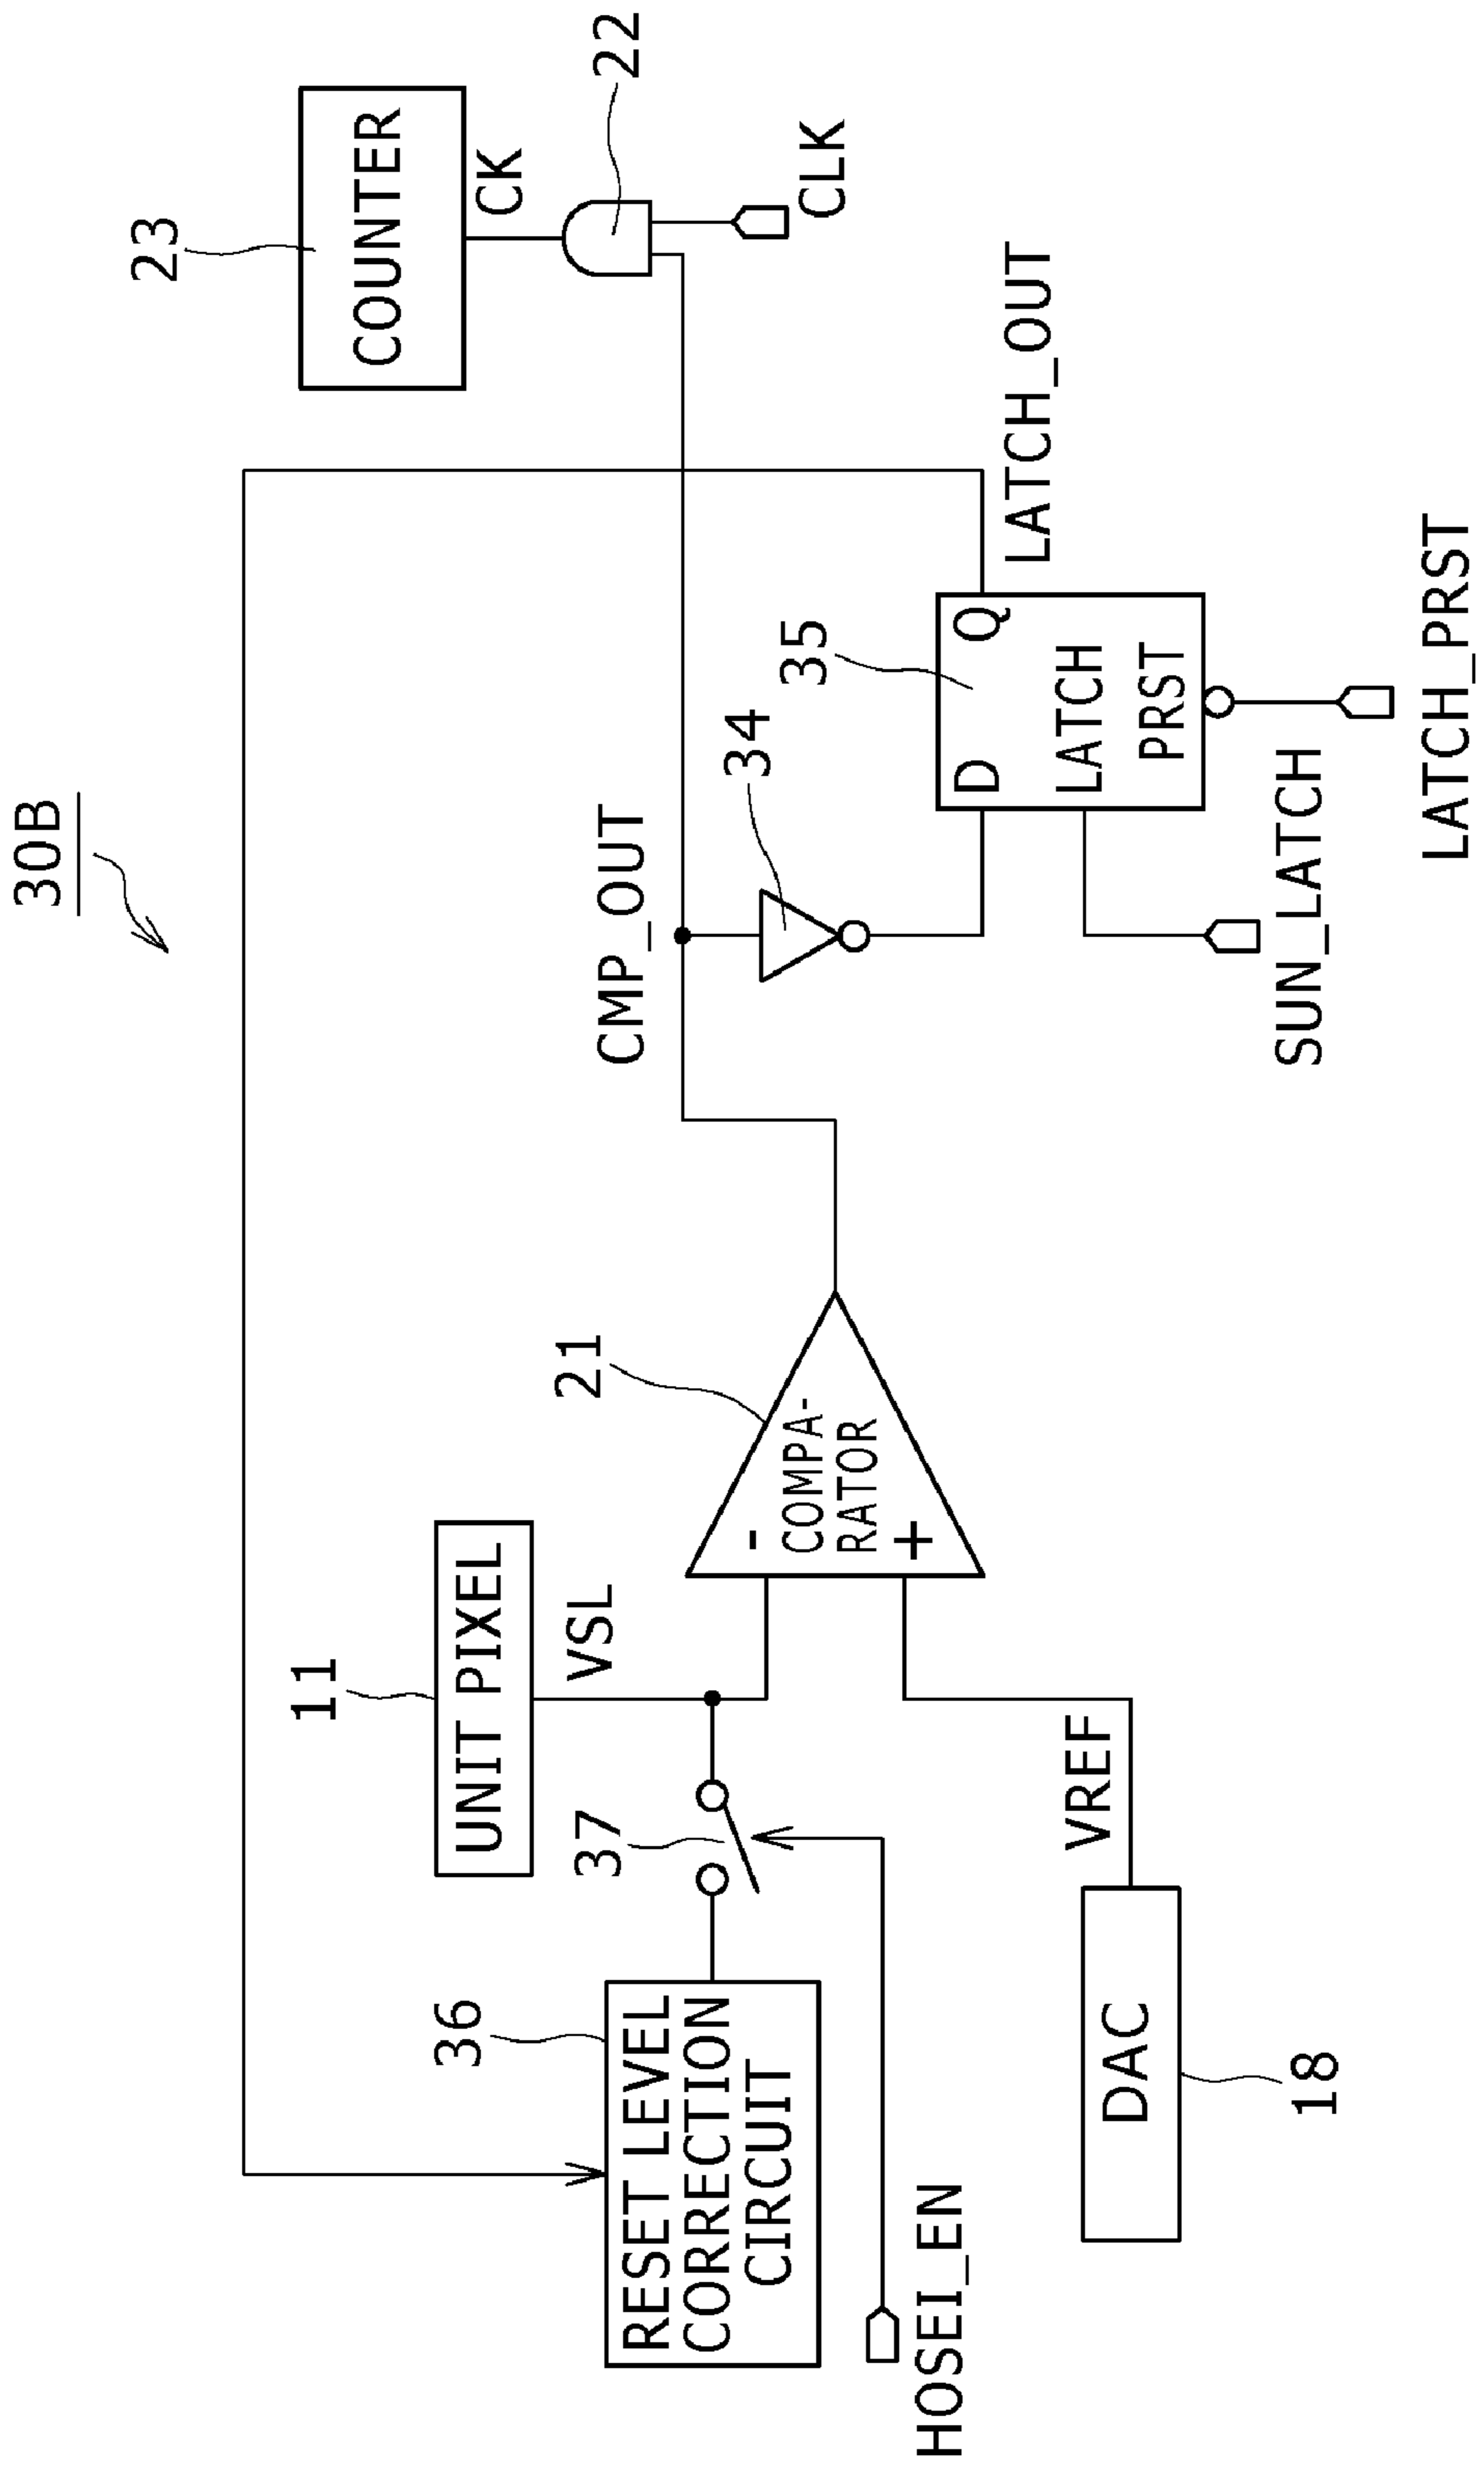 30B
23
COUNTER
CK
22
CLK
11
UNIT PIXEL
VSL
36
RESET LEVEL
CORRECTION
CIRCUIT
37
HOSEI_EN
21
-
COMPA-
RATOR
+
VREF
DAC
18
CMP_OUT
34
35
D
Q
LATCH
PRST
LATCH_OUT
SUN_LATCH
LATCH_PRST